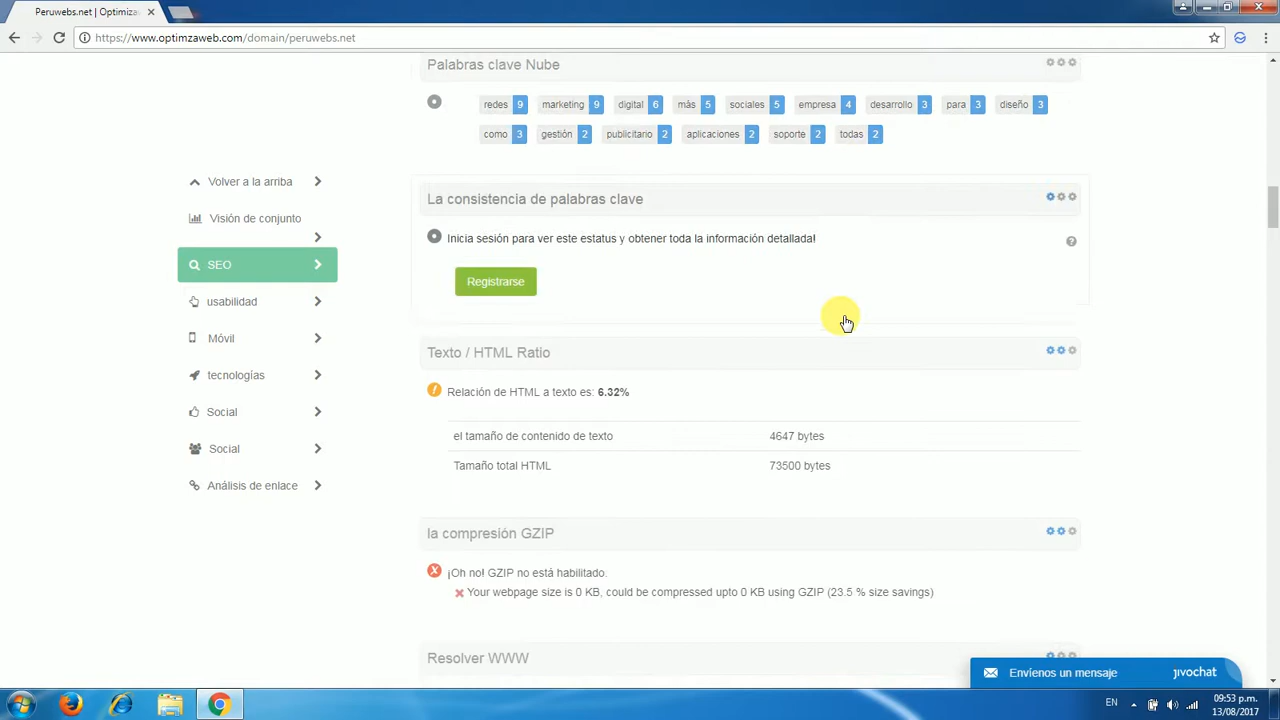 Peruwebs.net | Optimiza
https://www.optimzaweb.com/domain/peruwebs.net
Palabras clave Nube
redes 9 marketing 9 digital 6 más 5 sociales 5 empresa 4 desarrollo 3 para 3 diseño 3
como 3 gestión 2 publicitario 2 aplicaciones 2 soporte 2 todas 2
Volver a la arriba
Visión de conjunto
SEO
usabilidad
Móvil
tecnologías
Social
Social
Análisis de enlace
La consistencia de palabras clave
Inicia sesión para ver este estatus y obtener toda la información detallada!
Registrarse
Texto / HTML Ratio
Relación de HTML a texto es: 6.32%
el tamaño de contenido de texto 4647 bytes
Tamaño total HTML 73500 bytes
la compresión GZIP
¡Oh no! GZIP no está habilitado.
Your webpage size is 0 KB, could be compressed upto 0 KB using GZIP (23.5 % size savings)
Resolver WWW
Envíenos un mensaje jivochat
EN 09:53 p.m.
13/08/2017